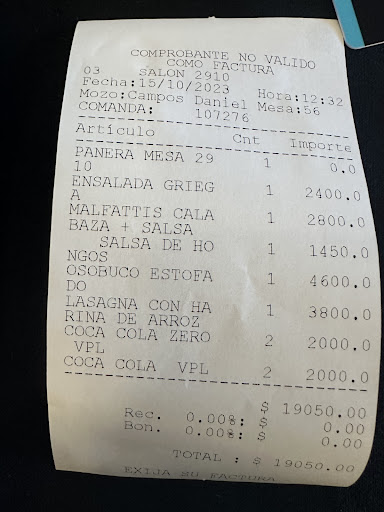 COMPROBANTE NO VALIDO
COMO FACTURA
03 SALON 2910
Fecha:15/10/2023 Hora:12:32
Mozo:Campos Daniel Mesa:56
COMANDA: 107276
Artículo Cnt Importe
PANERA MESA 29 1 0.0
10
ENSALADA GRIEG 1 2400.0
A
MALFATTIS CALA 1 2800.0
BAZA + SALSA
SALSA DE HO 1 1450.0
NGOS
OSOBUCO ESTOFA 1 4600.0
DO
LASAGNA CON HA 1 3800.0
RINA DE ARROZ
COCA COLA ZERO 2 2000.0
VPL
COCA COLA VPL 2 2000.0
$ 19050.00
Rec. 0.00%: $ 0.00
Bon. 0.00%: $ 0.00
TOTAL : $ 19050.00
EXIJA SU FACTURA